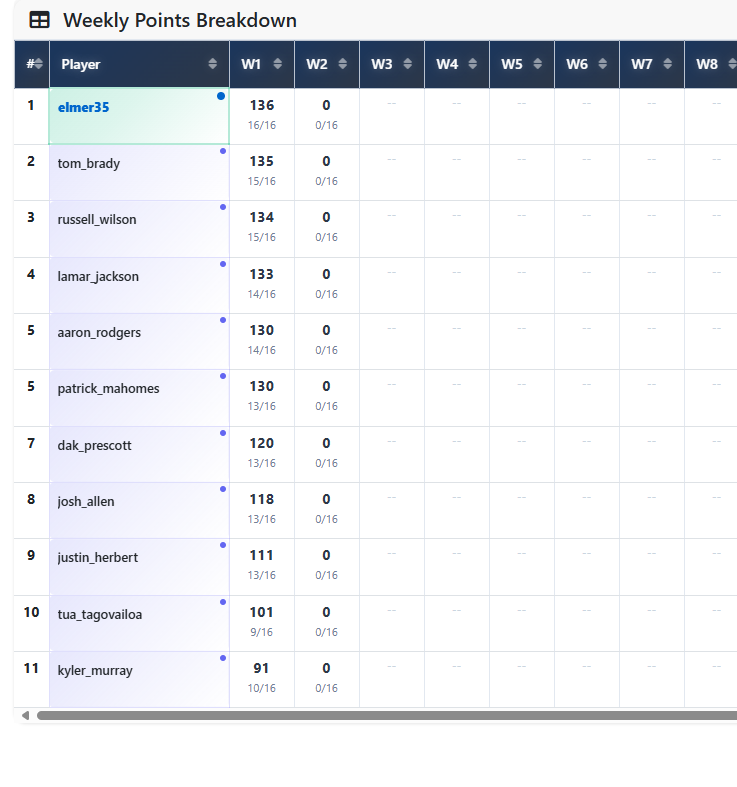 Weekly Points Breakdown
# Player W1 W2 W3 W4 W5 W6 W7 W8
1 elmer35 136 0 -- -- -- -- -- --
16/16 0/16
2 tom_brady 135 0 -- -- -- -- -- --
15/16 0/16
3 russell_wilson 134 0 -- -- -- -- -- --
15/16 0/16
4 lamar_jackson 133 0 -- -- -- -- -- --
14/16 0/16
5 aaron_rodgers 130 0 -- -- -- -- -- --
14/16 0/16
5 patrick_mahomes 130 0 -- -- -- -- -- --
13/16 0/16
7 dak_prescott 120 0 -- -- -- -- -- --
13/16 0/16
8 josh_allen 118 0 -- -- -- -- -- --
13/16 0/16
9 justin_herbert 111 0 -- -- -- -- -- --
13/16 0/16
10 tua_tagovailoa 101 0 -- -- -- -- -- --
9/16 0/16
11 kyler_murray 91 0 -- -- -- -- -- --
10/16 0/16